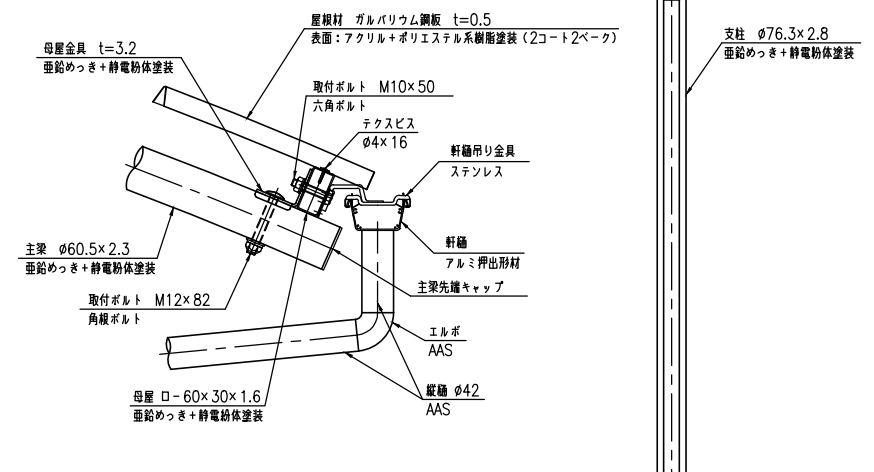 屋根材 ガルバリウム鋼板 t=0.5
表面：アクリル+ポリエステル系樹脂塗装（2コート2ベーク）
母屋金具 t=3.2
亜鉛めっき+静電粉体塗装
支柱 ø76.3×2.8
亜鉛めっき+静電粉体塗装
取付ボルト M10×50
六角ボルト
テクスビス
ø4×16
軒樋吊り金具
ステンレス
主梁 ø60.5×2.3
亜鉛めっき+静電粉体塗装
軒樋
アルミ押出形材
主梁先端キャップ
取付ボルト M12×82
角根ボルト
エルボ
AAS
縦樋 ø42
AAS
母屋 ロ-60×30×1.6
亜鉛めっき+静電粉体塗装